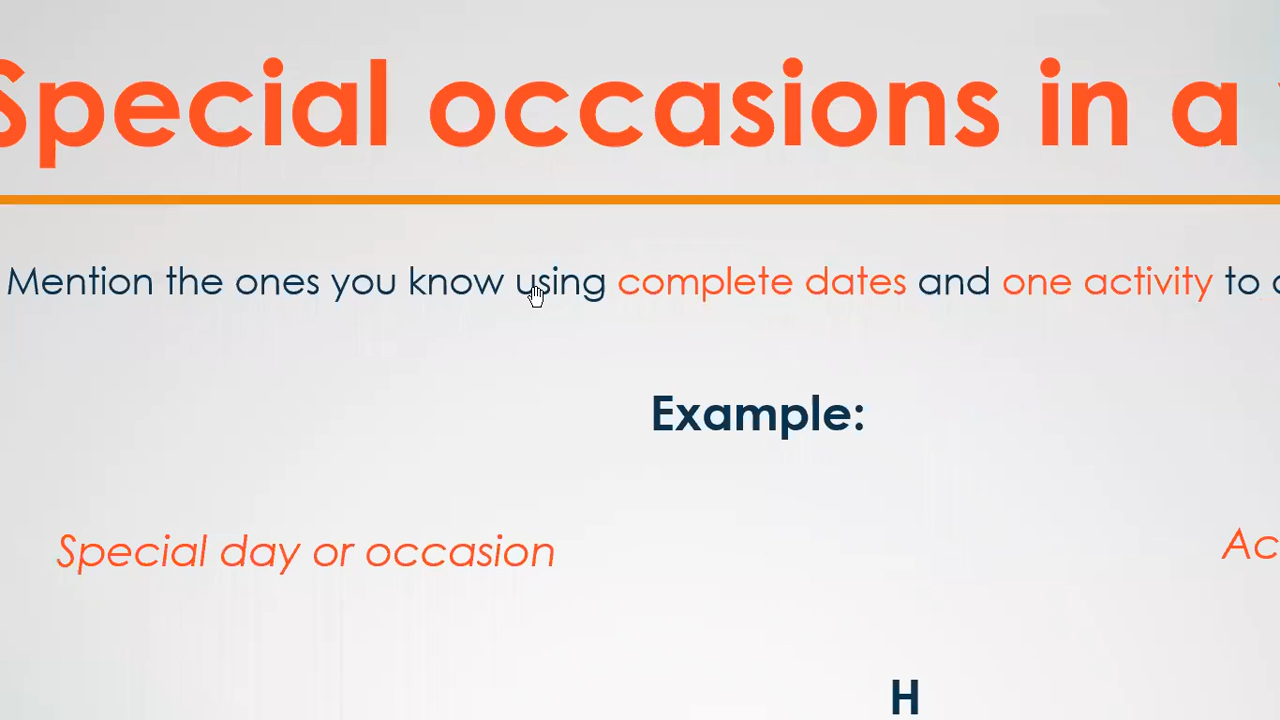 Special occasions in a
Mention the ones you know using complete dates and one activity to
Example:
Special day or occasion
Ac
H